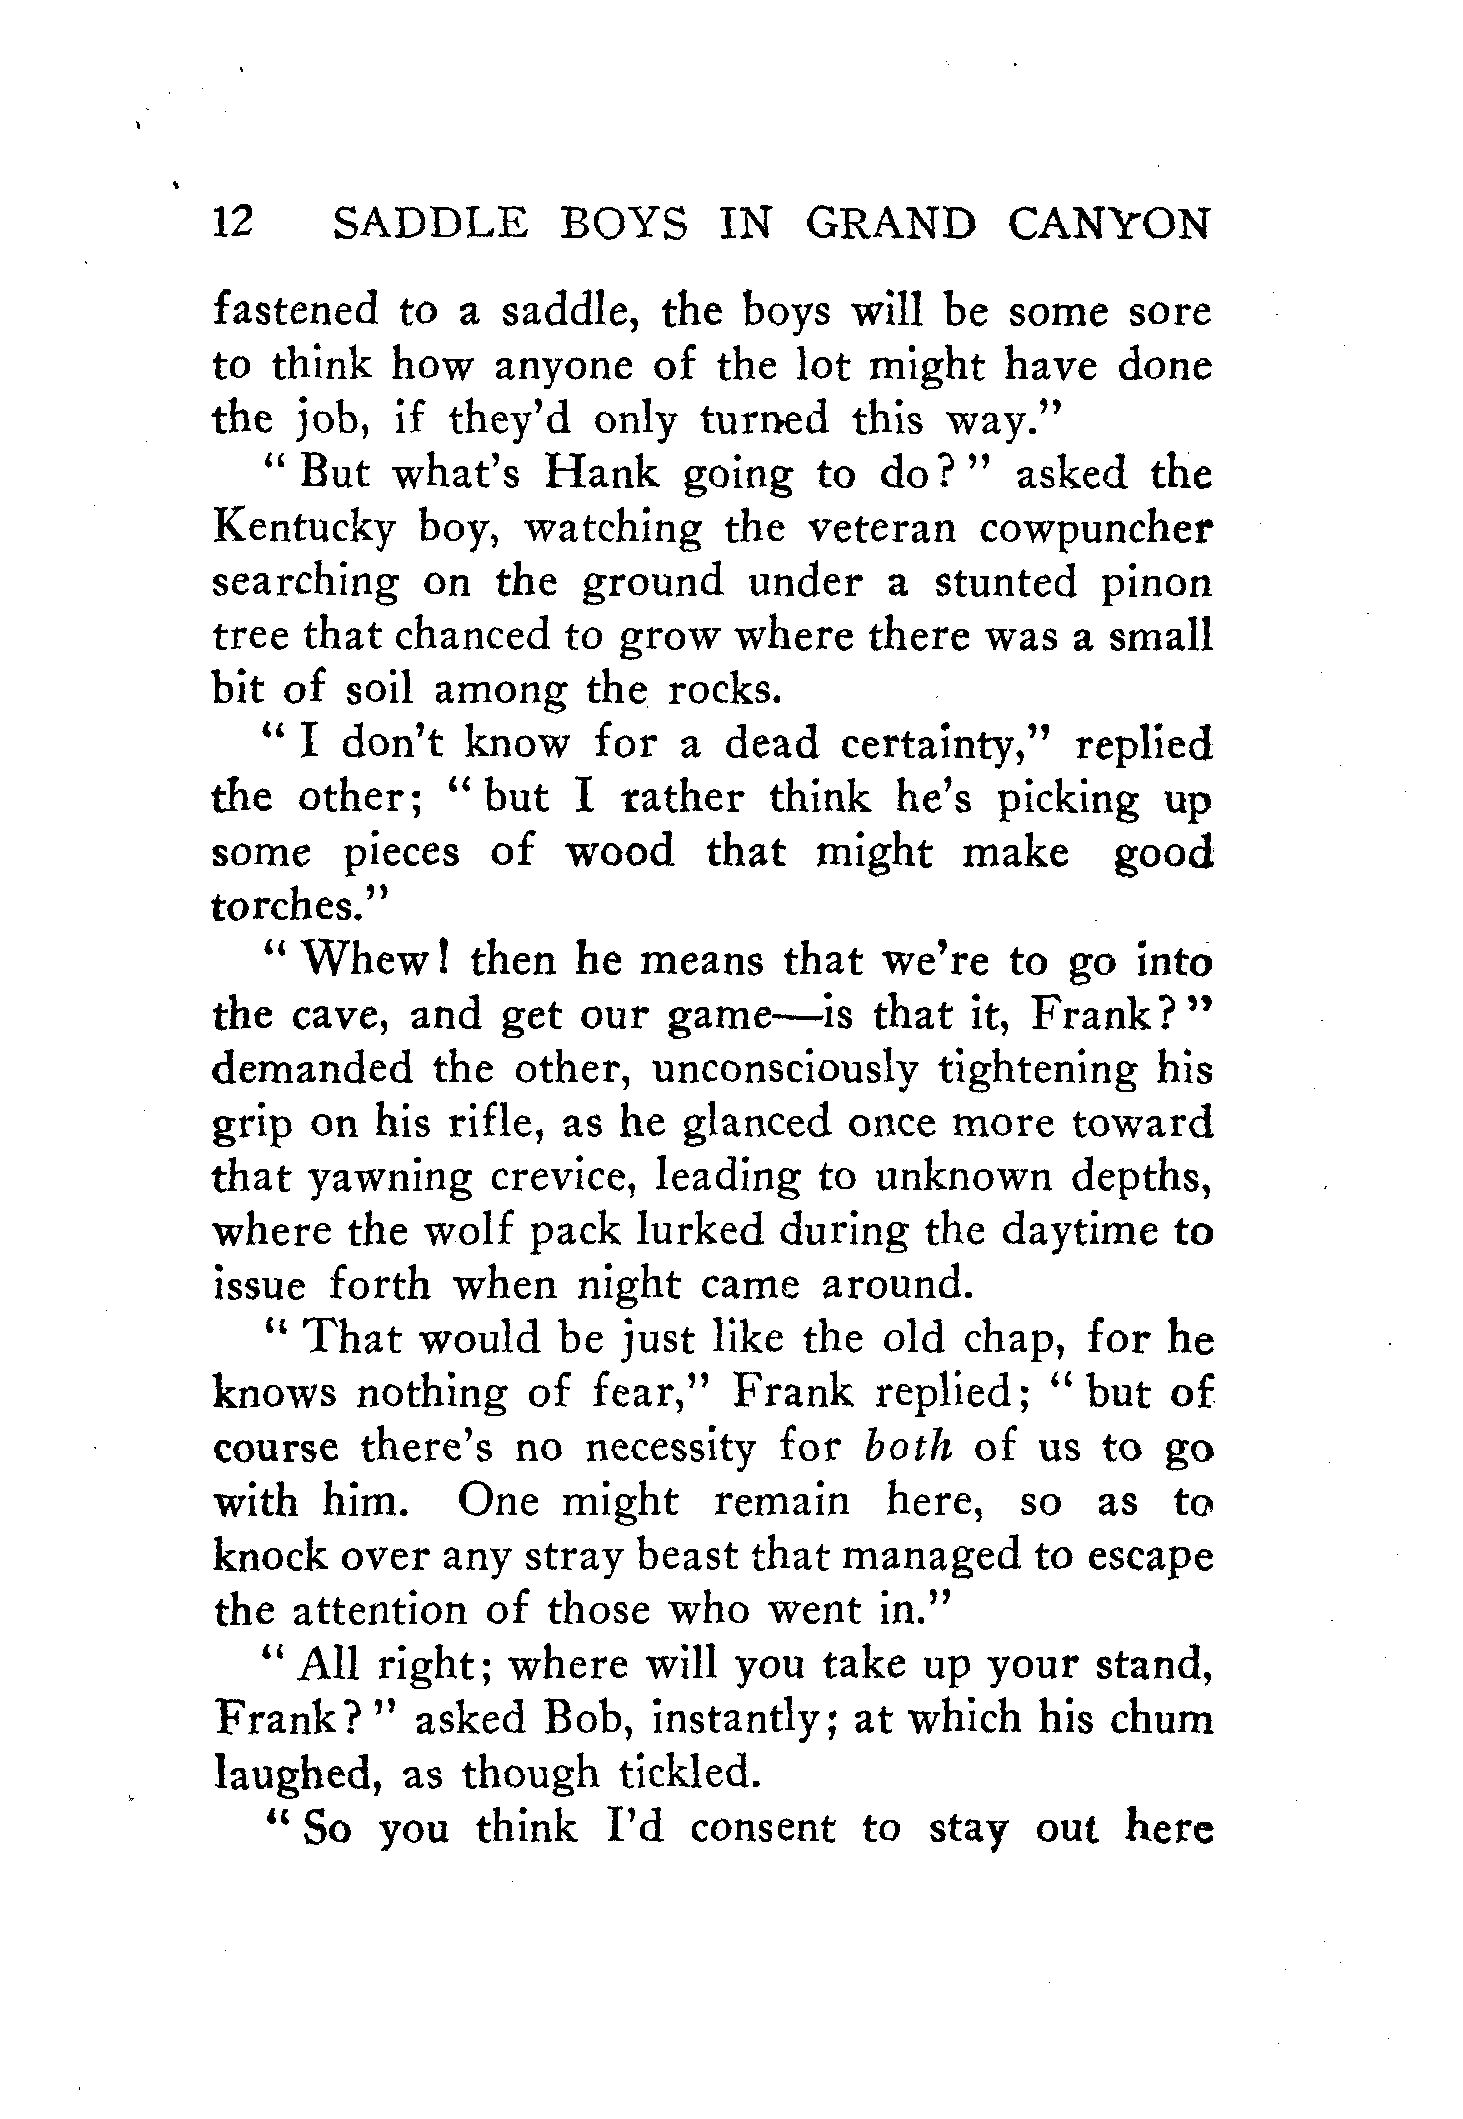 12 SADDLE BOYS IN GRAND CANYON
fastened to a saddle, the boys will be some sore
to think how anyone of the lot might have done
the job, if they'd only turned this way."
" But what's Hank going to do? " asked the
Kentucky boy, watching the veteran cowpuncher
searching on the ground under a stunted pinon
tree that chanced to grow where there was a small
bit of soil among the rocks.
" I don't know for a dead certainty," replied
the other; " but I rather think he's picking up
some pieces of wood that might make good
torches."
" Whew! then he means that we're to go into
the cave, and get our game—is that it, Frank? "
demanded the other, unconsciously tightening his
grip on his rifle, as he glanced once more toward
that yawning crevice, leading to unknown depths,
where the wolf pack lurked during the daytime to
issue forth when night came around.
" That would be just like the old chap, for he
knows nothing of fear," Frank replied; " but of
course there's no necessity for both of us to go
with him. One might remain here, so as to
knock over any stray beast that managed to escape
the attention of those who went in."
" All right; where will you take up your stand,
Frank? " asked Bob, instantly; at which his chum
laughed, as though tickled.
" So you think I'd consent to stay out here